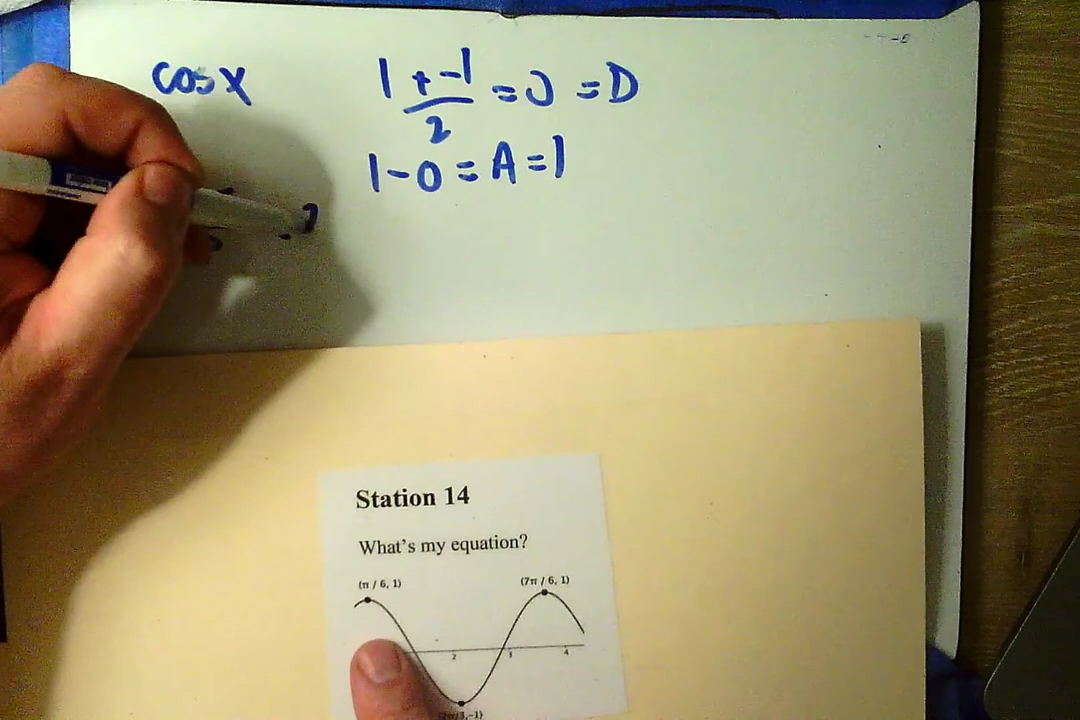 cosx
1 + -1 = 0 = D
2
1 - 0 = A = 1
Station 14
What's my equation?
(π / 6, 1)
(7π / 6, 1)
2
3
4